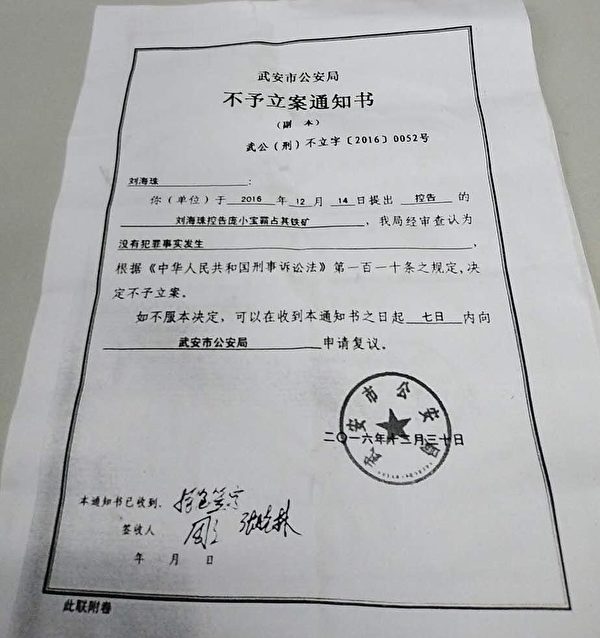 武安市公安局
不予立案通知书
（副 本）
武公（刑）不立字〔2016〕0052号
刘海珠：
你（单位）于 2016 年 12 月 14 日提出 控告 的
刘海珠控告庞小宝霸占其铁矿，我局经审查认为
没有犯罪事实发生，
根据《中华人民共和国刑事诉讼法》第一百一十条之规定,决
定不予立案。
如不服本决定，可以在收到本通知书之日起 七日 内向
武安市公安局 申请复议。
武安市公安局
二〇一六年十二月三十日
本通知书已收到。
签收人
年 月 日
此联附卷